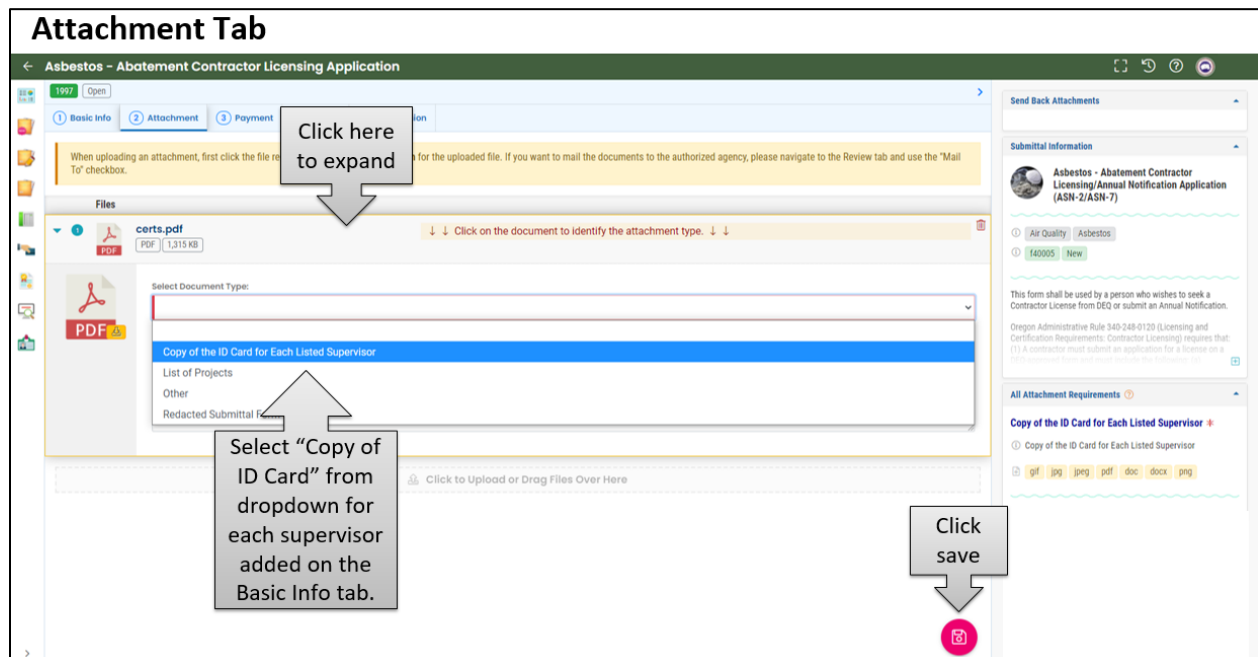 Attachment Tab
Asbestos - Abatement Contractor Licensing Application
1997 Open
1 Basic Info 2 Attachment 3 Payment ion
Click here
to expand
When uploading an attachment, first click the file re n for the uploaded file. If you want to mail the documents to the authorized agency, please navigate to the Review tab and use the "Mail
To" checkbox.
Files
1 certs.pdf
PDF 1,315 KB
PDF
↓ ↓ Click on the document to identify the attachment type. ↓ ↓
PDF
Select Document Type:
Copy of the ID Card for Each Listed Supervisor
List of Projects
Other
Redacted Submittal F
Select “Copy of
ID Card” from
dropdown for
each supervisor
added on the
Basic Info tab.
Click to Upload or Drag Files Over Here
Click
save
Send Back Attachments
Submittal Information
Asbestos - Abatement Contractor
Licensing/Annual Notification Application
(ASN-2/ASN-7)
Air Quality Asbestos
f40005 New
This form shall be used by a person who wishes to seek a
Contractor License from DEQ or submit an Annual Notification.
Oregon Administrative Rule 340-248-0120 (Licensing and
Certification Requirements: Contractor Licensing) requires that:
(1) A contractor must submit an application for a license on a
All Attachment Requirements
Copy of the ID Card for Each Listed Supervisor *
Copy of the ID Card for Each Listed Supervisor
gif jpg jpeg pdf doc docx png